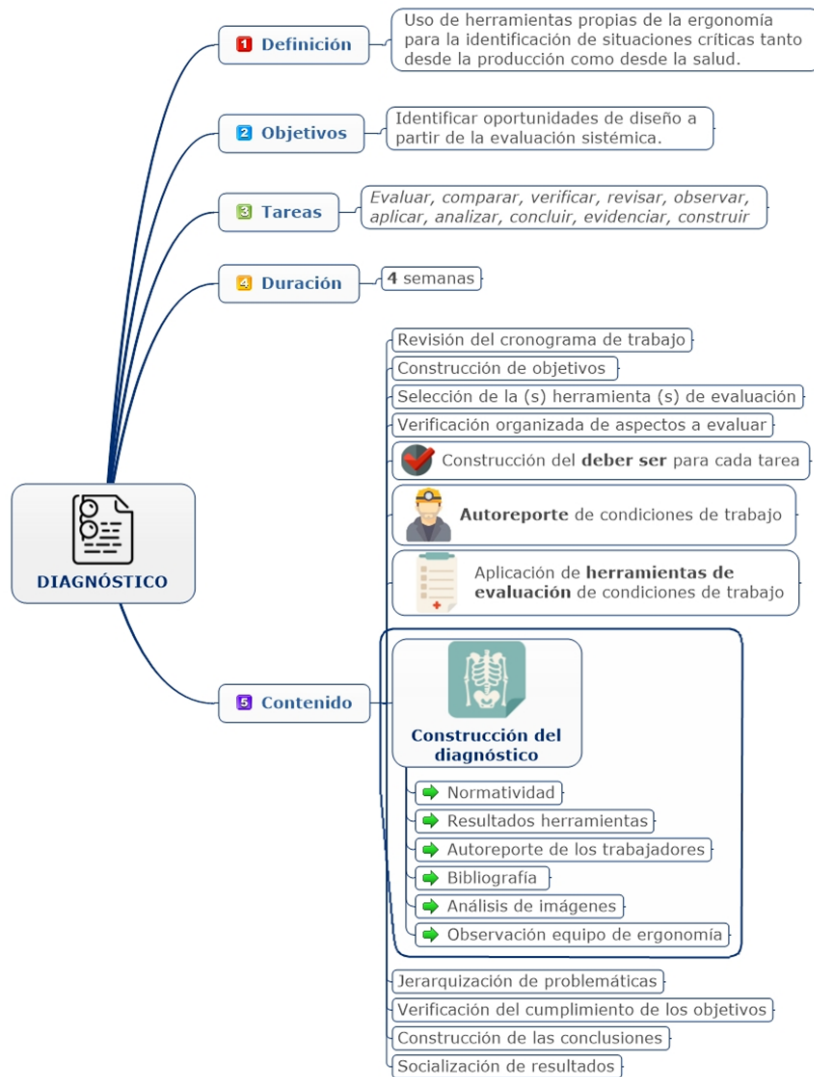 1 Definición
Uso de herramientas propias de la ergonomía
para la identificación de situaciones críticas tanto
desde la producción como desde la salud.
2 Objetivos
Identificar oportunidades de diseño a
partir de la evaluación sistémica.
3 Tareas
Evaluar, comparar, verificar, revisar, observar,
aplicar, analizar, concluir, evidenciar, construir
4 Duración
4 semanas
DIAGNÓSTICO
5 Contenido
Revisión del cronograma de trabajo
Construcción de objetivos
Selección de la (s) herramienta (s) de evaluación
Verificación organizada de aspectos a evaluar
Construcción del deber ser para cada tarea
Autoreporte de condiciones de trabajo
Aplicación de herramientas de
evaluación de condiciones de trabajo
Construcción del
diagnóstico
Normatividad
Resultados herramientas
Autoreporte de los trabajadores
Bibliografía
Análisis de imágenes
Observación equipo de ergonomía
Jerarquización de problemáticas
Verificación del cumplimiento de los objetivos
Construcción de las conclusiones
Socialización de resultados